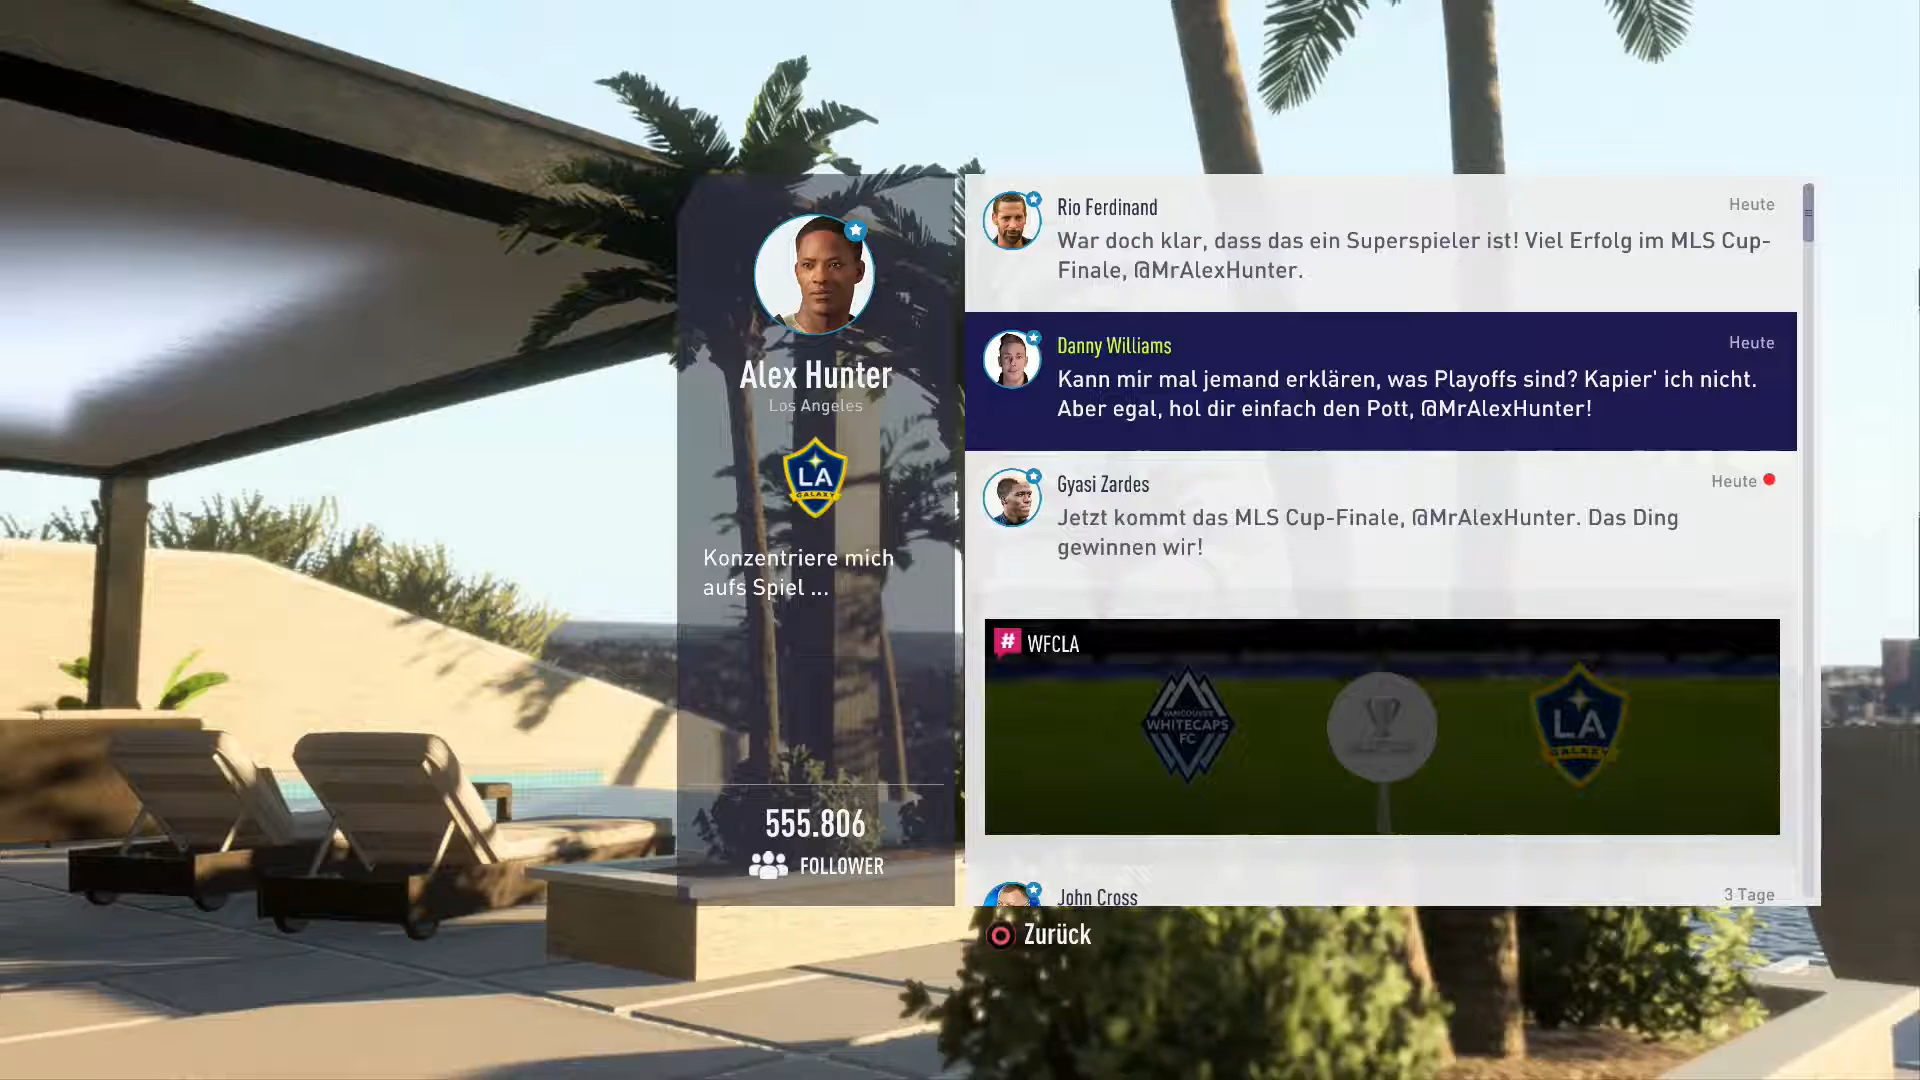 Alex Hunter
Los Angeles
LA
GALAXY
Konzentriere mich
aufs Spiel ...
555.806
FOLLOWER
Rio Ferdinand
Heute
War doch klar, dass das ein Superspieler ist! Viel Erfolg im MLS Cup-
Finale, @MrAlexHunter.
Danny Williams
Heute
Kann mir mal jemand erklären, was Playoffs sind? Kapier' ich nicht.
Aber egal, hol dir einfach den Pott, @MrAlexHunter!
Gyasi Zardes
Heute
Jetzt kommt das MLS Cup-Finale, @MrAlexHunter. Das Ding
gewinnen wir!
# WFCLA
VANCOUVER
WHITECAPS
FC
LA
GALAXY
John Cross
3 Tage
Zurück